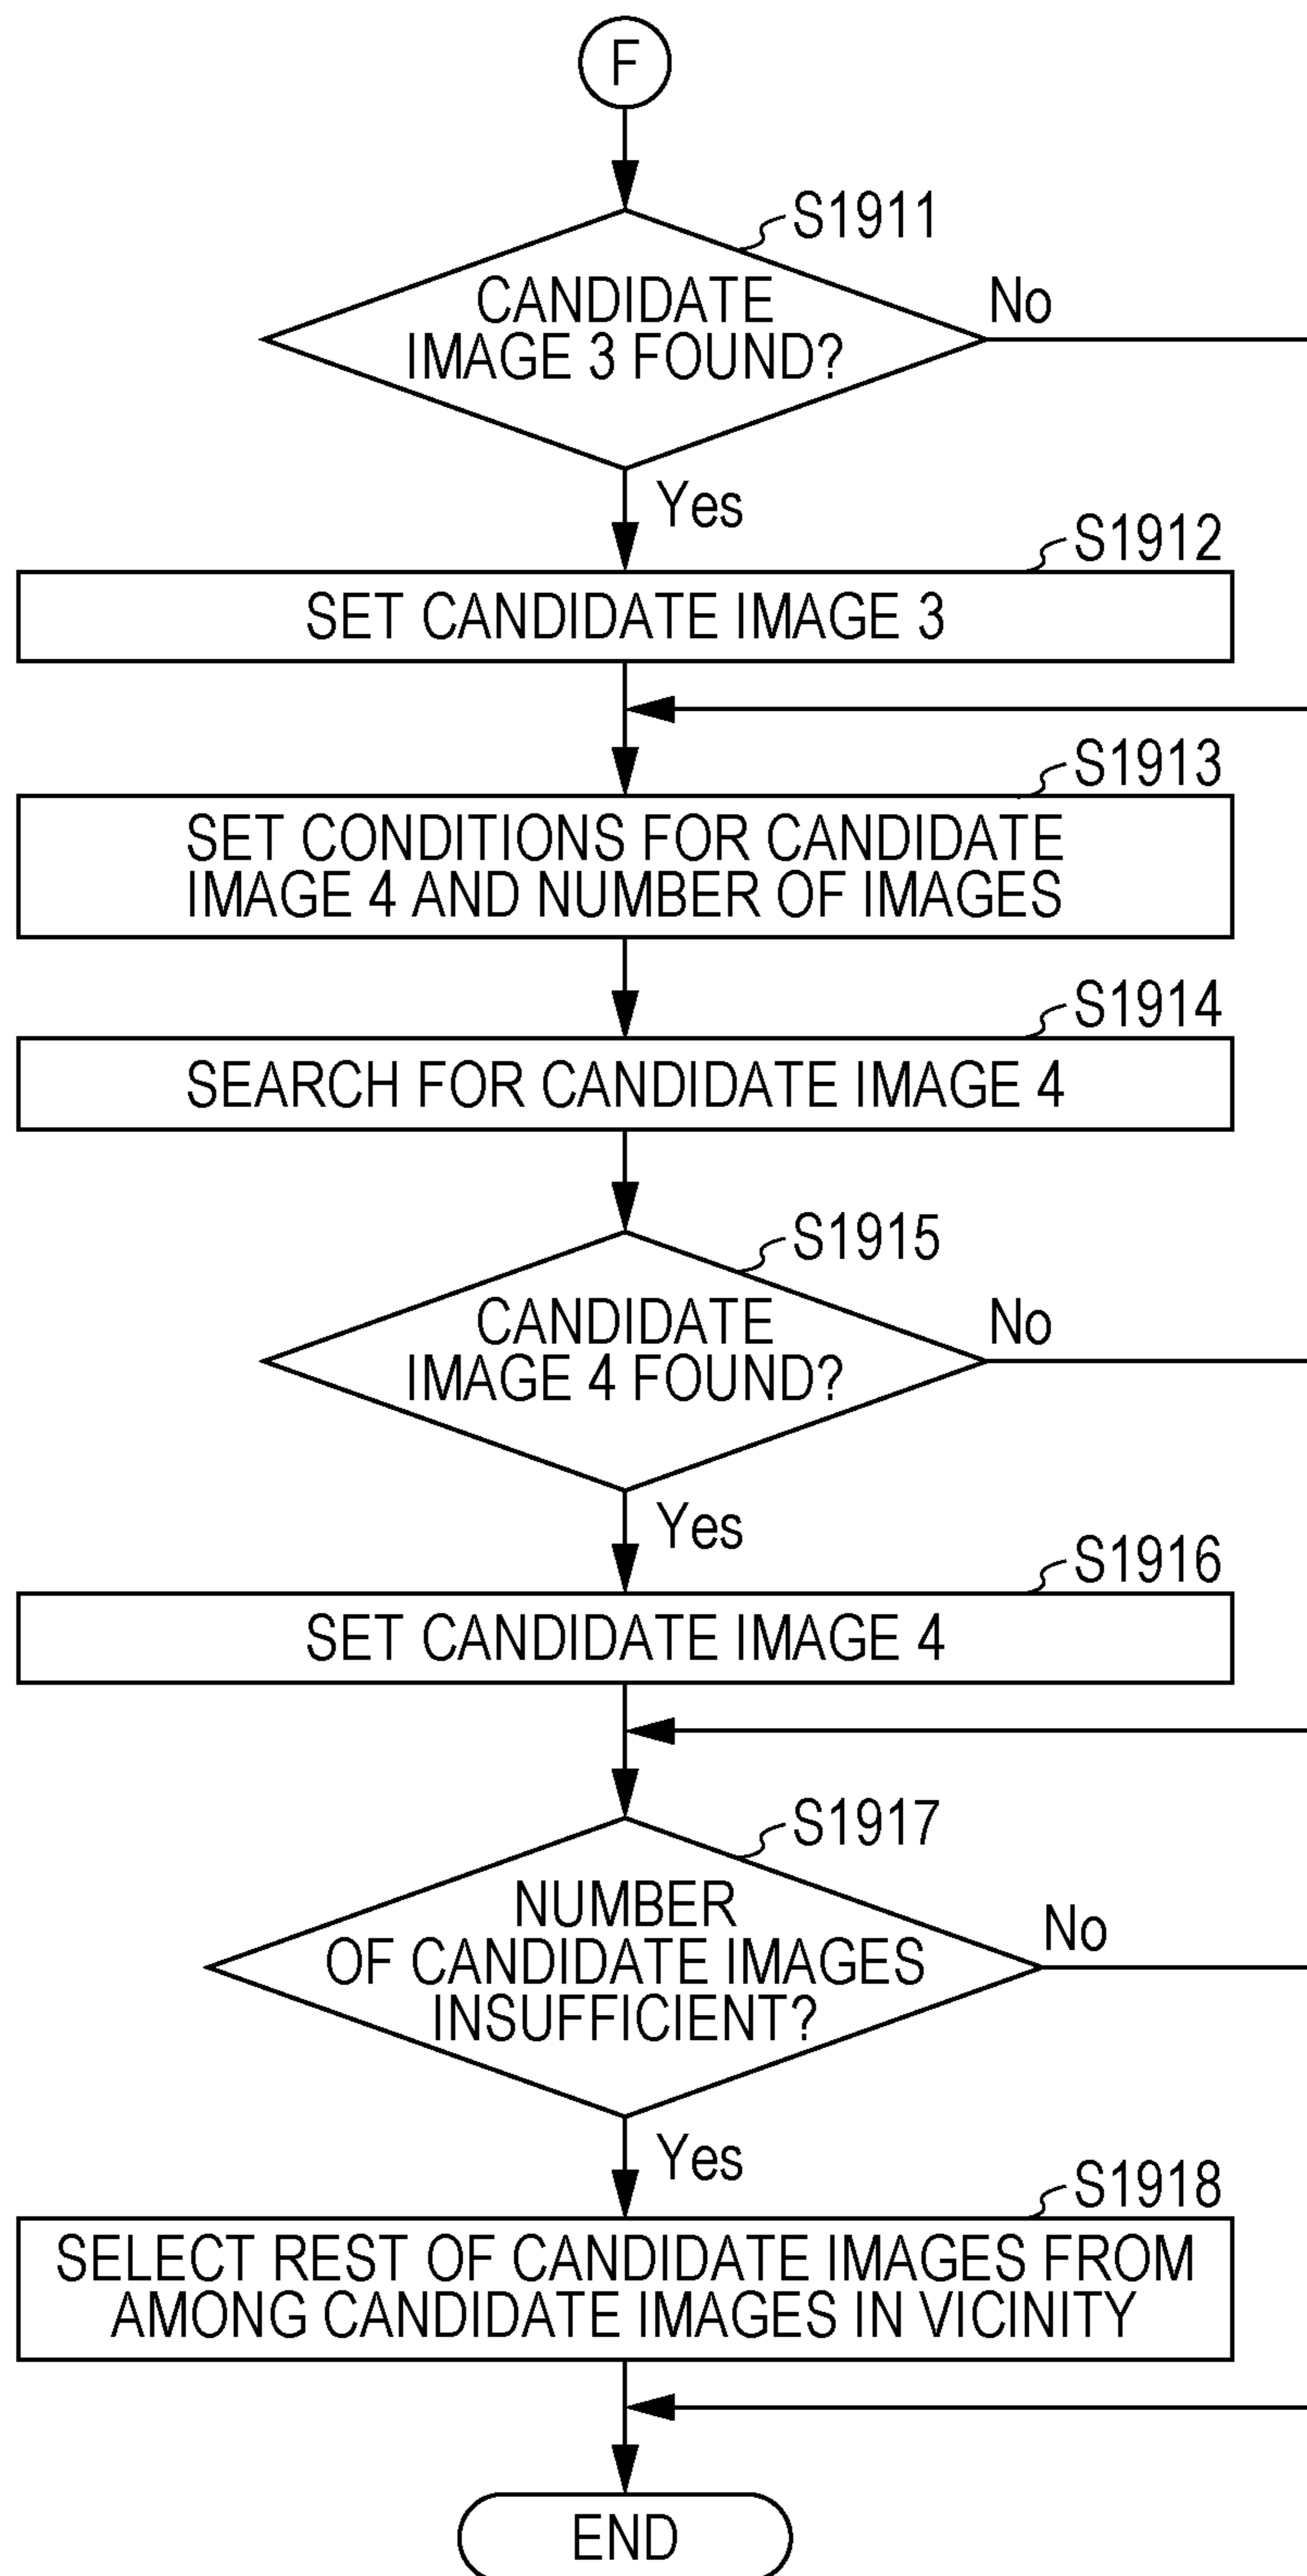 F
S1911
CANDIDATE
IMAGE 3 FOUND?
No
Yes
S1912
SET CANDIDATE IMAGE 3
S1913
SET CONDITIONS FOR CANDIDATE
IMAGE 4 AND NUMBER OF IMAGES
S1914
SEARCH FOR CANDIDATE IMAGE 4
S1915
CANDIDATE
IMAGE 4 FOUND?
No
Yes
S1916
SET CANDIDATE IMAGE 4
S1917
NUMBER
OF CANDIDATE IMAGES
INSUFFICIENT?
No
Yes
S1918
SELECT REST OF CANDIDATE IMAGES FROM
AMONG CANDIDATE IMAGES IN VICINITY
END